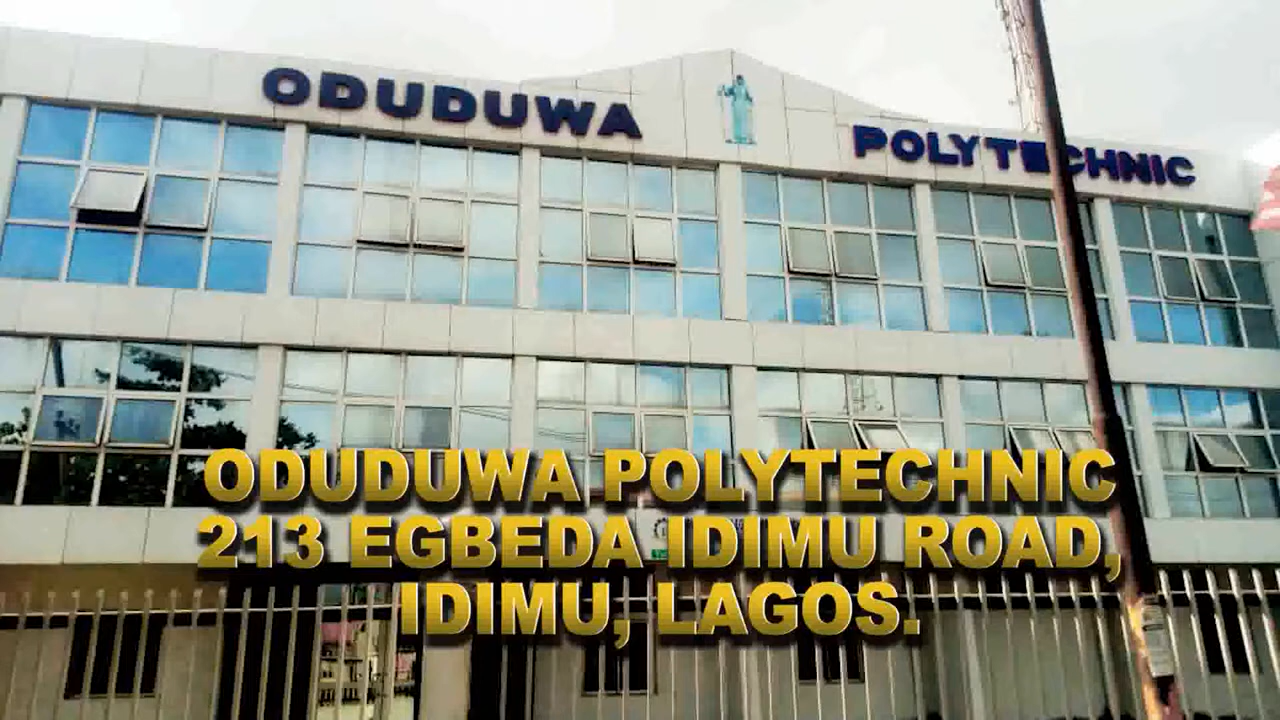 ODUDUWA POLYTECHNIC
ODUDUWA POLYTECHNIC
213 EGBEDA IDIMU ROAD,
IDIMU, LAGOS.